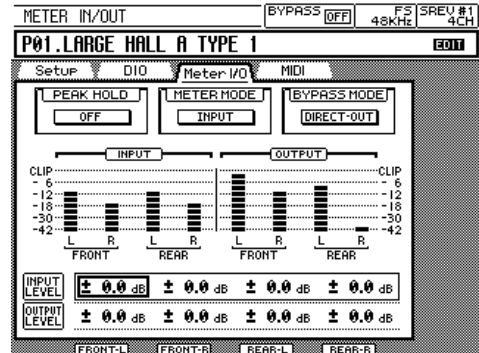 METER IN/OUT BYPASS OFF FS 48KHz SREV #1 4CH
P01.LARGE HALL A TYPE 1 EDIT
Setup DIO Meter I/O MIDI
PEAK HOLD METER MODE BYPASS MODE
OFF INPUT DIRECT-OUT
INPUT OUTPUT
CLIP CLIP
- 6 - 6
-12 -12
-18 -18
-30 -30
-42 -42
L R L R L R L R
FRONT REAR FRONT REAR
INPUT LEVEL ± 0.0 dB ± 0.0 dB ± 0.0 dB ± 0.0 dB
OUTPUT LEVEL ± 0.0 dB ± 0.0 dB ± 0.0 dB ± 0.0 dB
FRONT-L FRONT-R REAR-L REAR-R